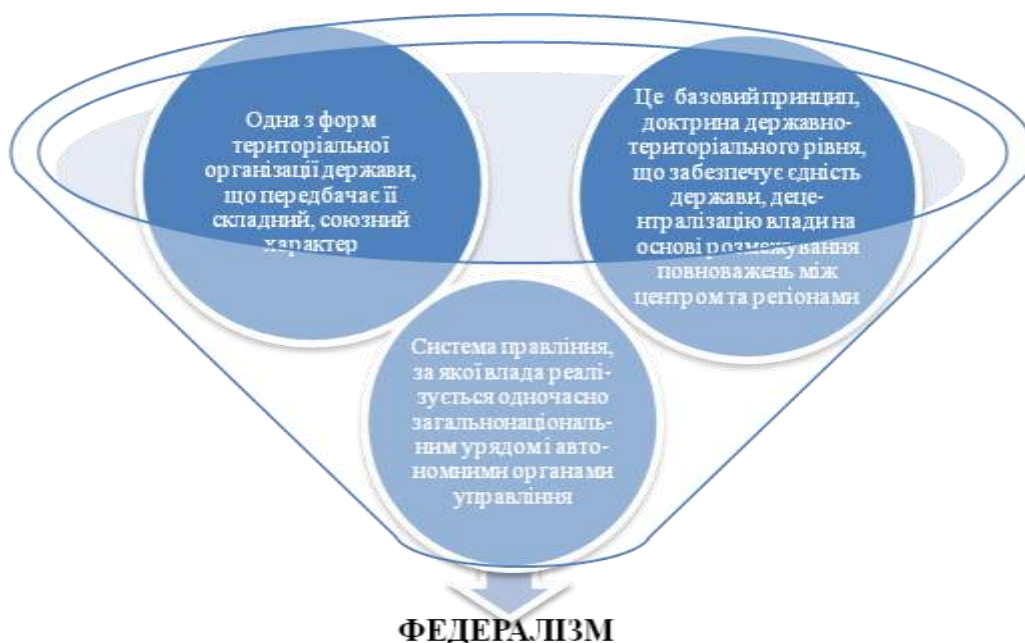 Одна з форм
територіальної
організації держави,
що передбачає її
складний, союзний
характер
Це базовий принцип,
доктрина державно-
територіального рівня,
що забезпечує єдність
держави, деце-
нтралізацію влади на
основі розмежування
повноважень між
центром та регіонами
Система правління,
за якої влада реалі-
зується одночасно
загальнонаціональ-
ним урядом і авто-
номними органами
управління
ФЕДЕРАЛІЗМ